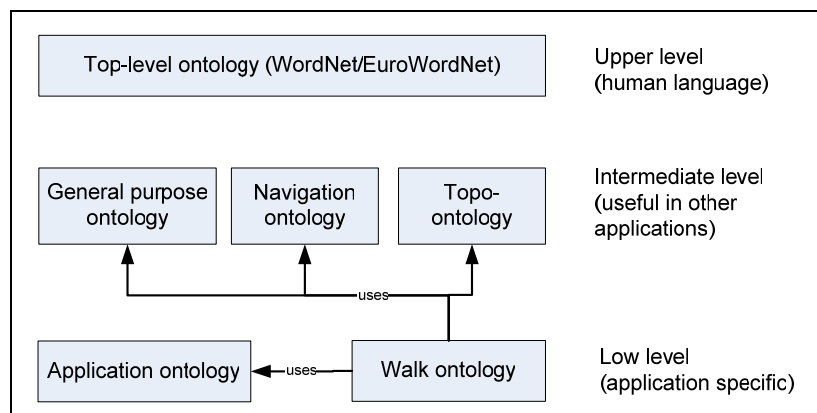 Top-level ontology (WordNet/EuroWordNet)
Upper level
(human language)
General purpose
ontology
Navigation
ontology
Topo-
ontology
Intermediate level
(useful in other
applications)
uses
Application ontology
uses
Walk ontology
Low level
(application specific)